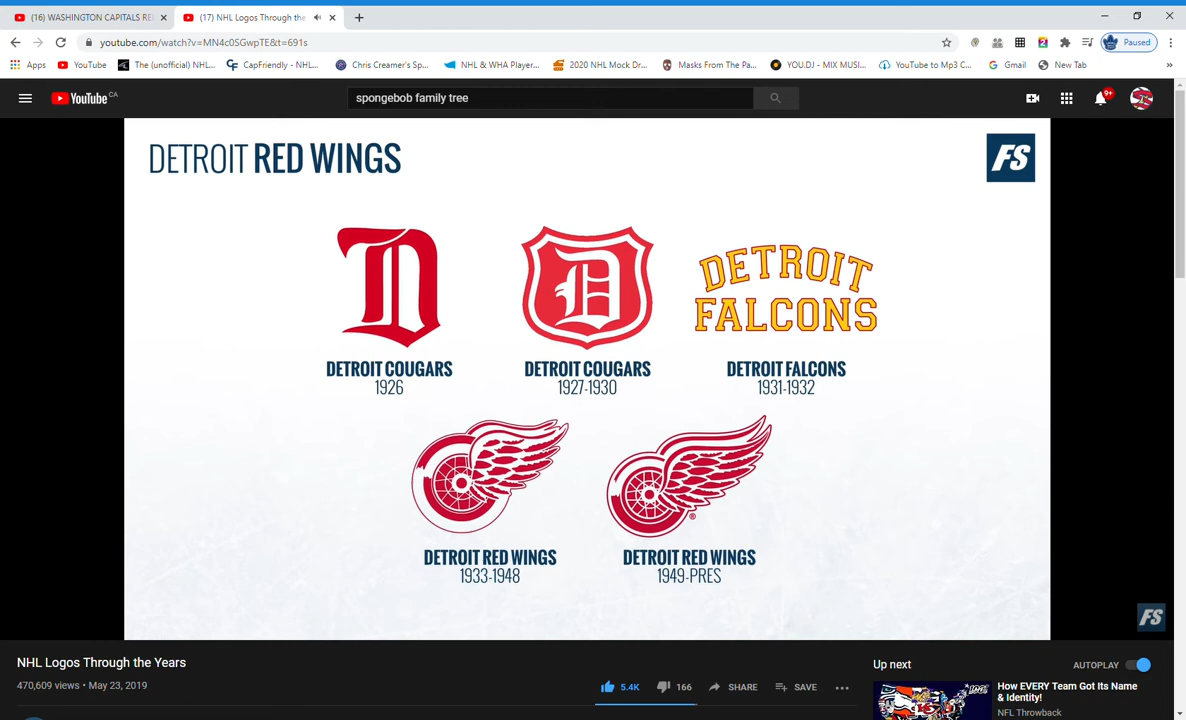 (16) WASHINGTON CAPITALS RE
(17) NHL Logos Through the
youtube.com/watch?v=MN4c0SGwpTE&t=691s
Paused
Apps
YouTube
The (unofficial) NHL...
CapFriendly - NHL...
Chris Creamer's Sp...
NHL & WHA Player...
2020 NHL Mock Dr...
Masks From The Pa...
YOU.DJ - MIX MUSI...
YouTube to Mp3 C...
Gmail
New Tab
YouTube CA
spongebob family tree
9+
DETROIT RED WINGS
FS
D
D
DETROIT
FALCONS
DETROIT COUGARS
1926
DETROIT COUGARS
1927-1930
DETROIT FALCONS
1931-1932
®
DETROIT RED WINGS
1933-1948
DETROIT RED WINGS
1949-PRES
FS
NHL Logos Through the Years
470,609 views • May 23, 2019
5.4K
166
SHARE
SAVE
Up next
AUTOPLAY
How EVERY Team Got Its Name
& Identity!
NFL Throwback